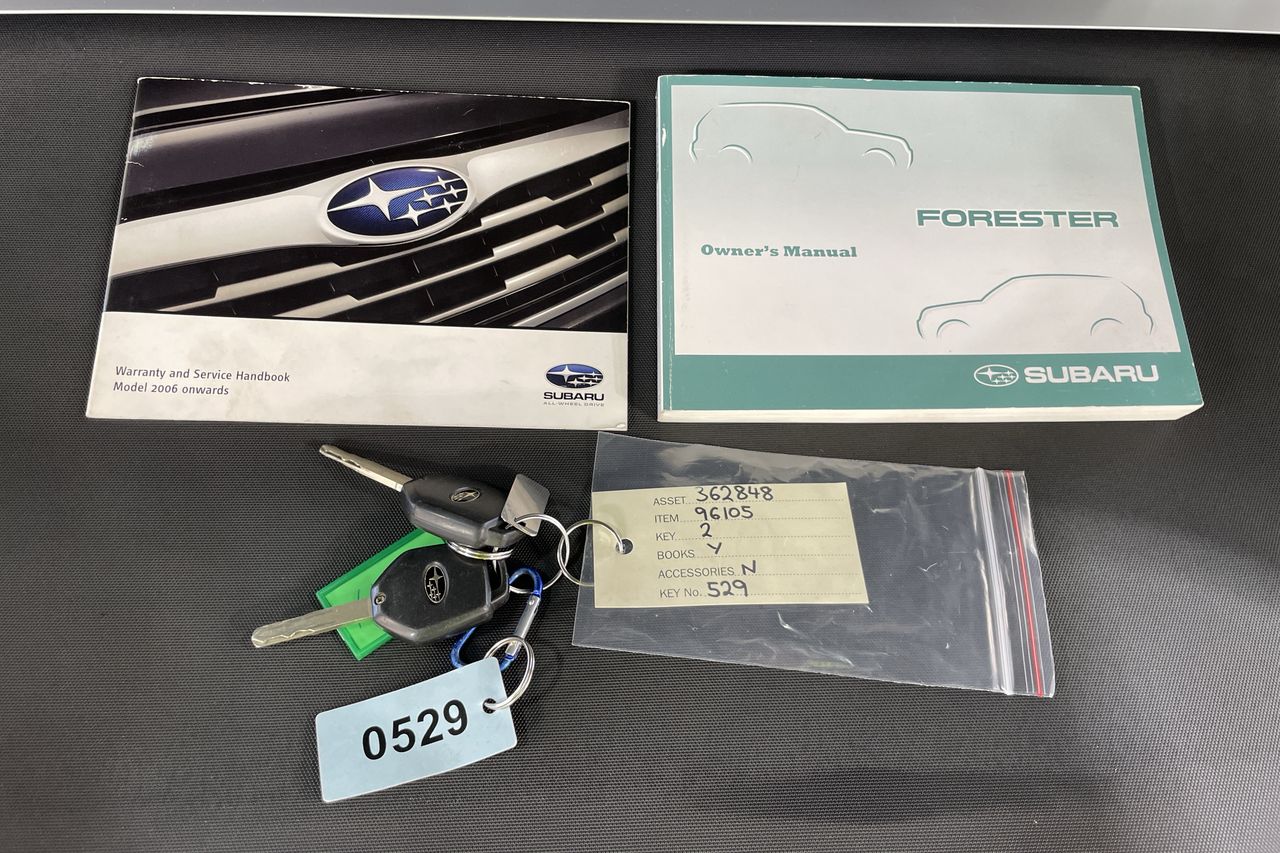 Warranty and Service Handbook
Model 2006 onwards
SUBARU
ALL-WHEEL DRIVE
FORESTER
Owner's Manual
SUBARU
ASSET 362848
ITEM 96105
KEY 2
BOOKS Y
ACCESSORIES N
KEY No. 529
0529